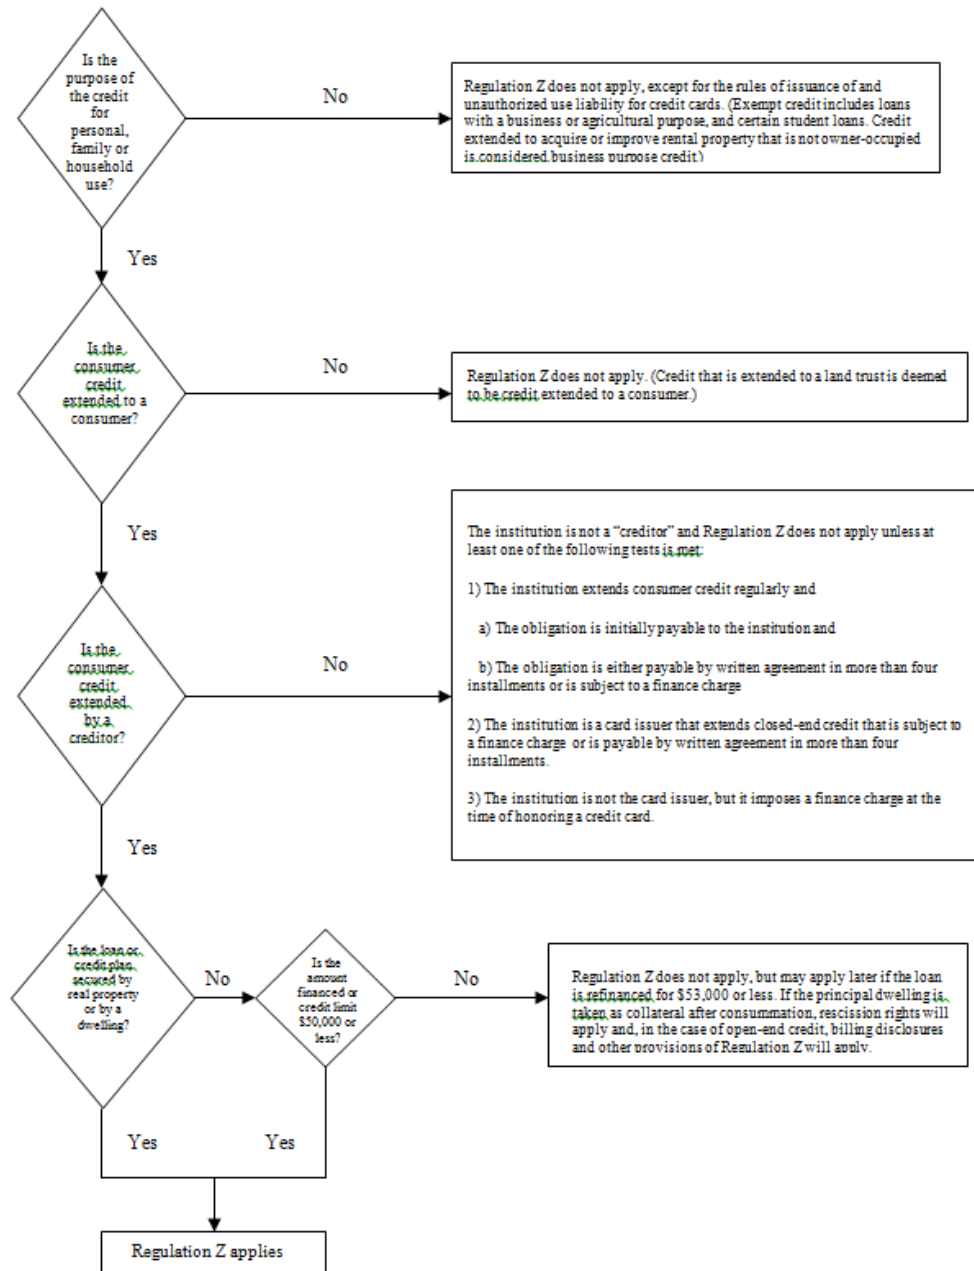 Is the
purpose of
the credit
for
personal,
family or
household
use?
No
Regulation Z does not apply, except for the rules of issuance of and
unauthorized use liability for credit cards. (Exempt credit includes loans
with a business or agricultural purpose, and certain student loans. Credit
extended to acquire or improve rental property that is not owner-occupied
is considered business purpose credit.)
Yes
Is the
consumer
credit
extended to a
consumer?
No
Regulation Z does not apply. (Credit that is extended to a land trust is deemed
to be credit extended to a consumer.)
Yes
Is the
consumer
credit
extended
by a
creditor?
No
The institution is not a “creditor” and Regulation Z does not apply unless at
least one of the following tests is met:
1) The institution extends consumer credit regularly and
a) The obligation is initially payable to the institution and
b) The obligation is either payable by written agreement in more than four
installments or is subject to a finance charge
2) The institution is a card issuer that extends closed-end credit that is subject to
a finance charge or is payable by written agreement in more than four
installments.
3) The institution is not the card issuer, but it imposes a finance charge at the
time of honoring a credit card.
Yes
Is the loan or
credit plan
secured by
real property
or by a
dwelling?
No
Is the
amount
financed or
credit limit
$50,000 or
less?
No
Regulation Z does not apply, but may apply later if the loan
is refinanced for $53,000 or less. If the principal dwelling is
taken as collateral after consummation, rescission rights will
apply and, in the case of open-end credit, billing disclosures
and other provisions of Regulation Z will apply.
Yes
Yes
Regulation Z applies